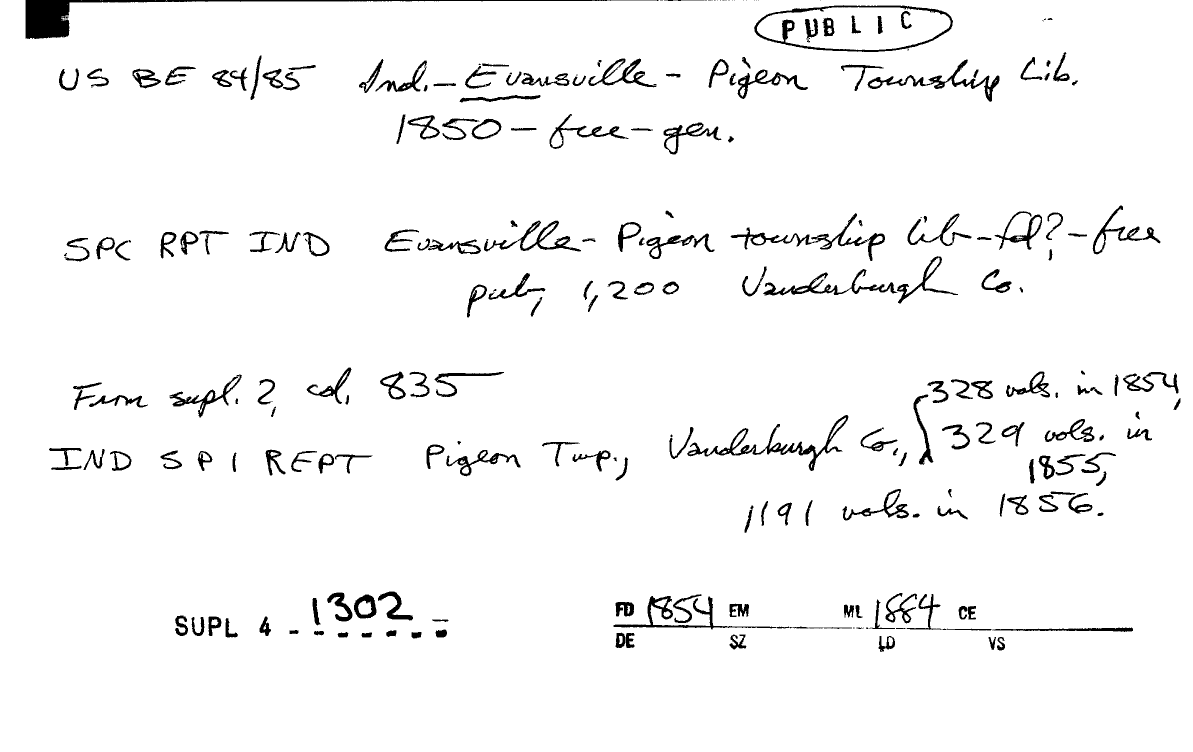 PUBLIC
US BE 84/85 Ind.- Evansville - Pigeon Township Lib.
1850 - free - gen.
SPC RPT IND Evansville - Pigeon township lib - fd? - free
pub, 1,200 Vanderburgh Co.
From supl. 2, col. 835
IND SPI REPT Pigeon Twp., Vanderburgh Co., 328 vols. in 1854,
329 vols. in
1855,
1191 vols. in 1856.
SUPL 4 - 1302
FD 1854 EM ML 1884 CE
DE SZ LD VS